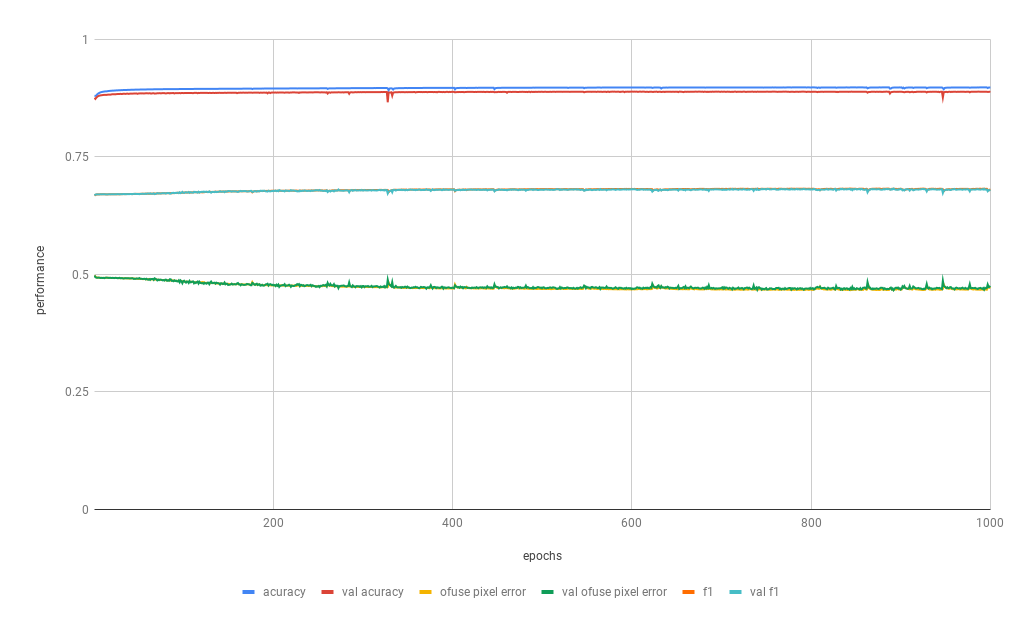 1
0.75
0.5
0.25
0
performance
200 400 600 800 1000
epochs
acuracy val acuracy ofuse pixel error val ofuse pixel error f1 val f1